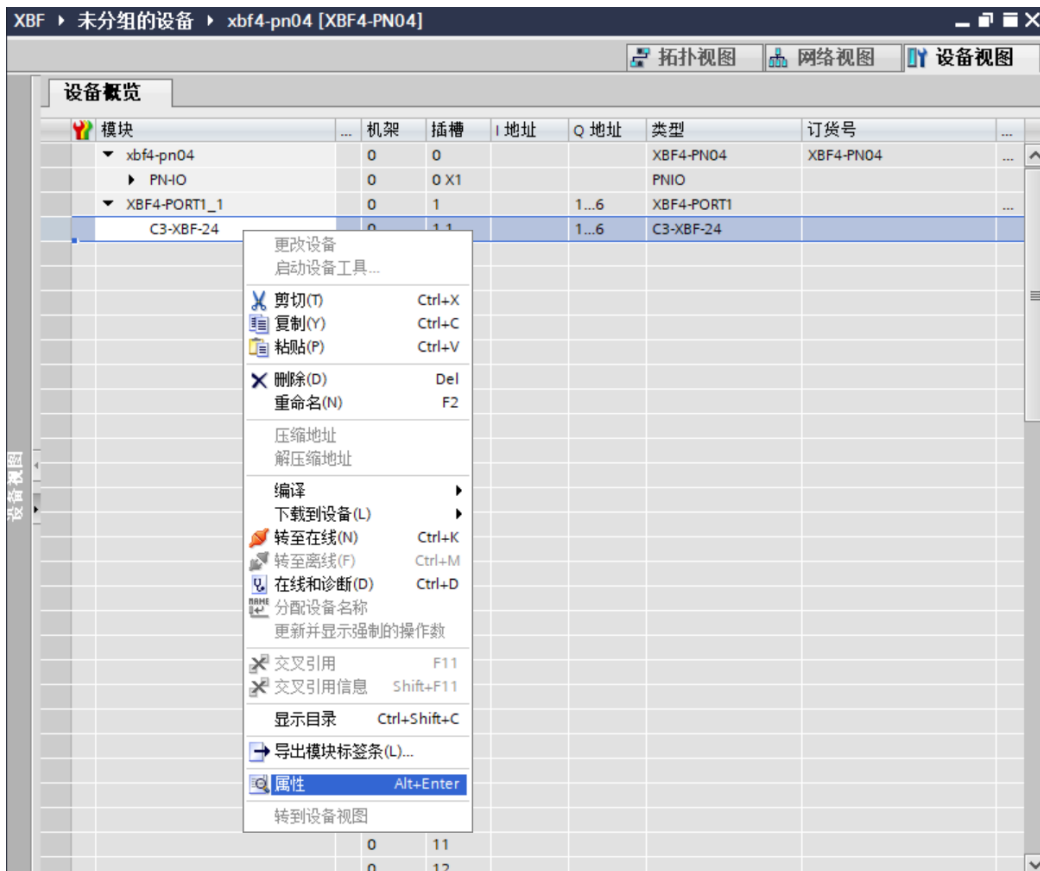 XBF ▸ 未分组的设备 ▸ xbf4-pn04 [XBF4-PN04]
拓扑视图 网络视图 设备视图
设备概览
模块 ... 机架 插槽 I 地址 Q 地址 类型 订货号 ...
xbf4-pn04 0 0 XBF4-PN04 XBF4-PN04 ...
PN-IO 0 0 X1 PNIO
XBF4-PORT1_1 0 1 1...6 XBF4-PORT1 ...
C3-XBF-24 0 1 1 1...6 C3-XBF-24
更改设备
启动设备工具...
剪切(T) Ctrl+X
复制(Y) Ctrl+C
粘贴(P) Ctrl+V
删除(D) Del
重命名(N) F2
压缩地址
解压缩地址
设备视图
编译
下载到设备(L)
转至在线(N) Ctrl+K
转至离线(F) Ctrl+M
在线和诊断(D) Ctrl+D
分配设备名称
更新并显示强制的操作数
交叉引用 F11
交叉引用信息 Shift+F11
显示目录 Ctrl+Shift+C
导出模块标签条(L)...
属性 Alt+Enter
转到设备视图
0 11
0 12